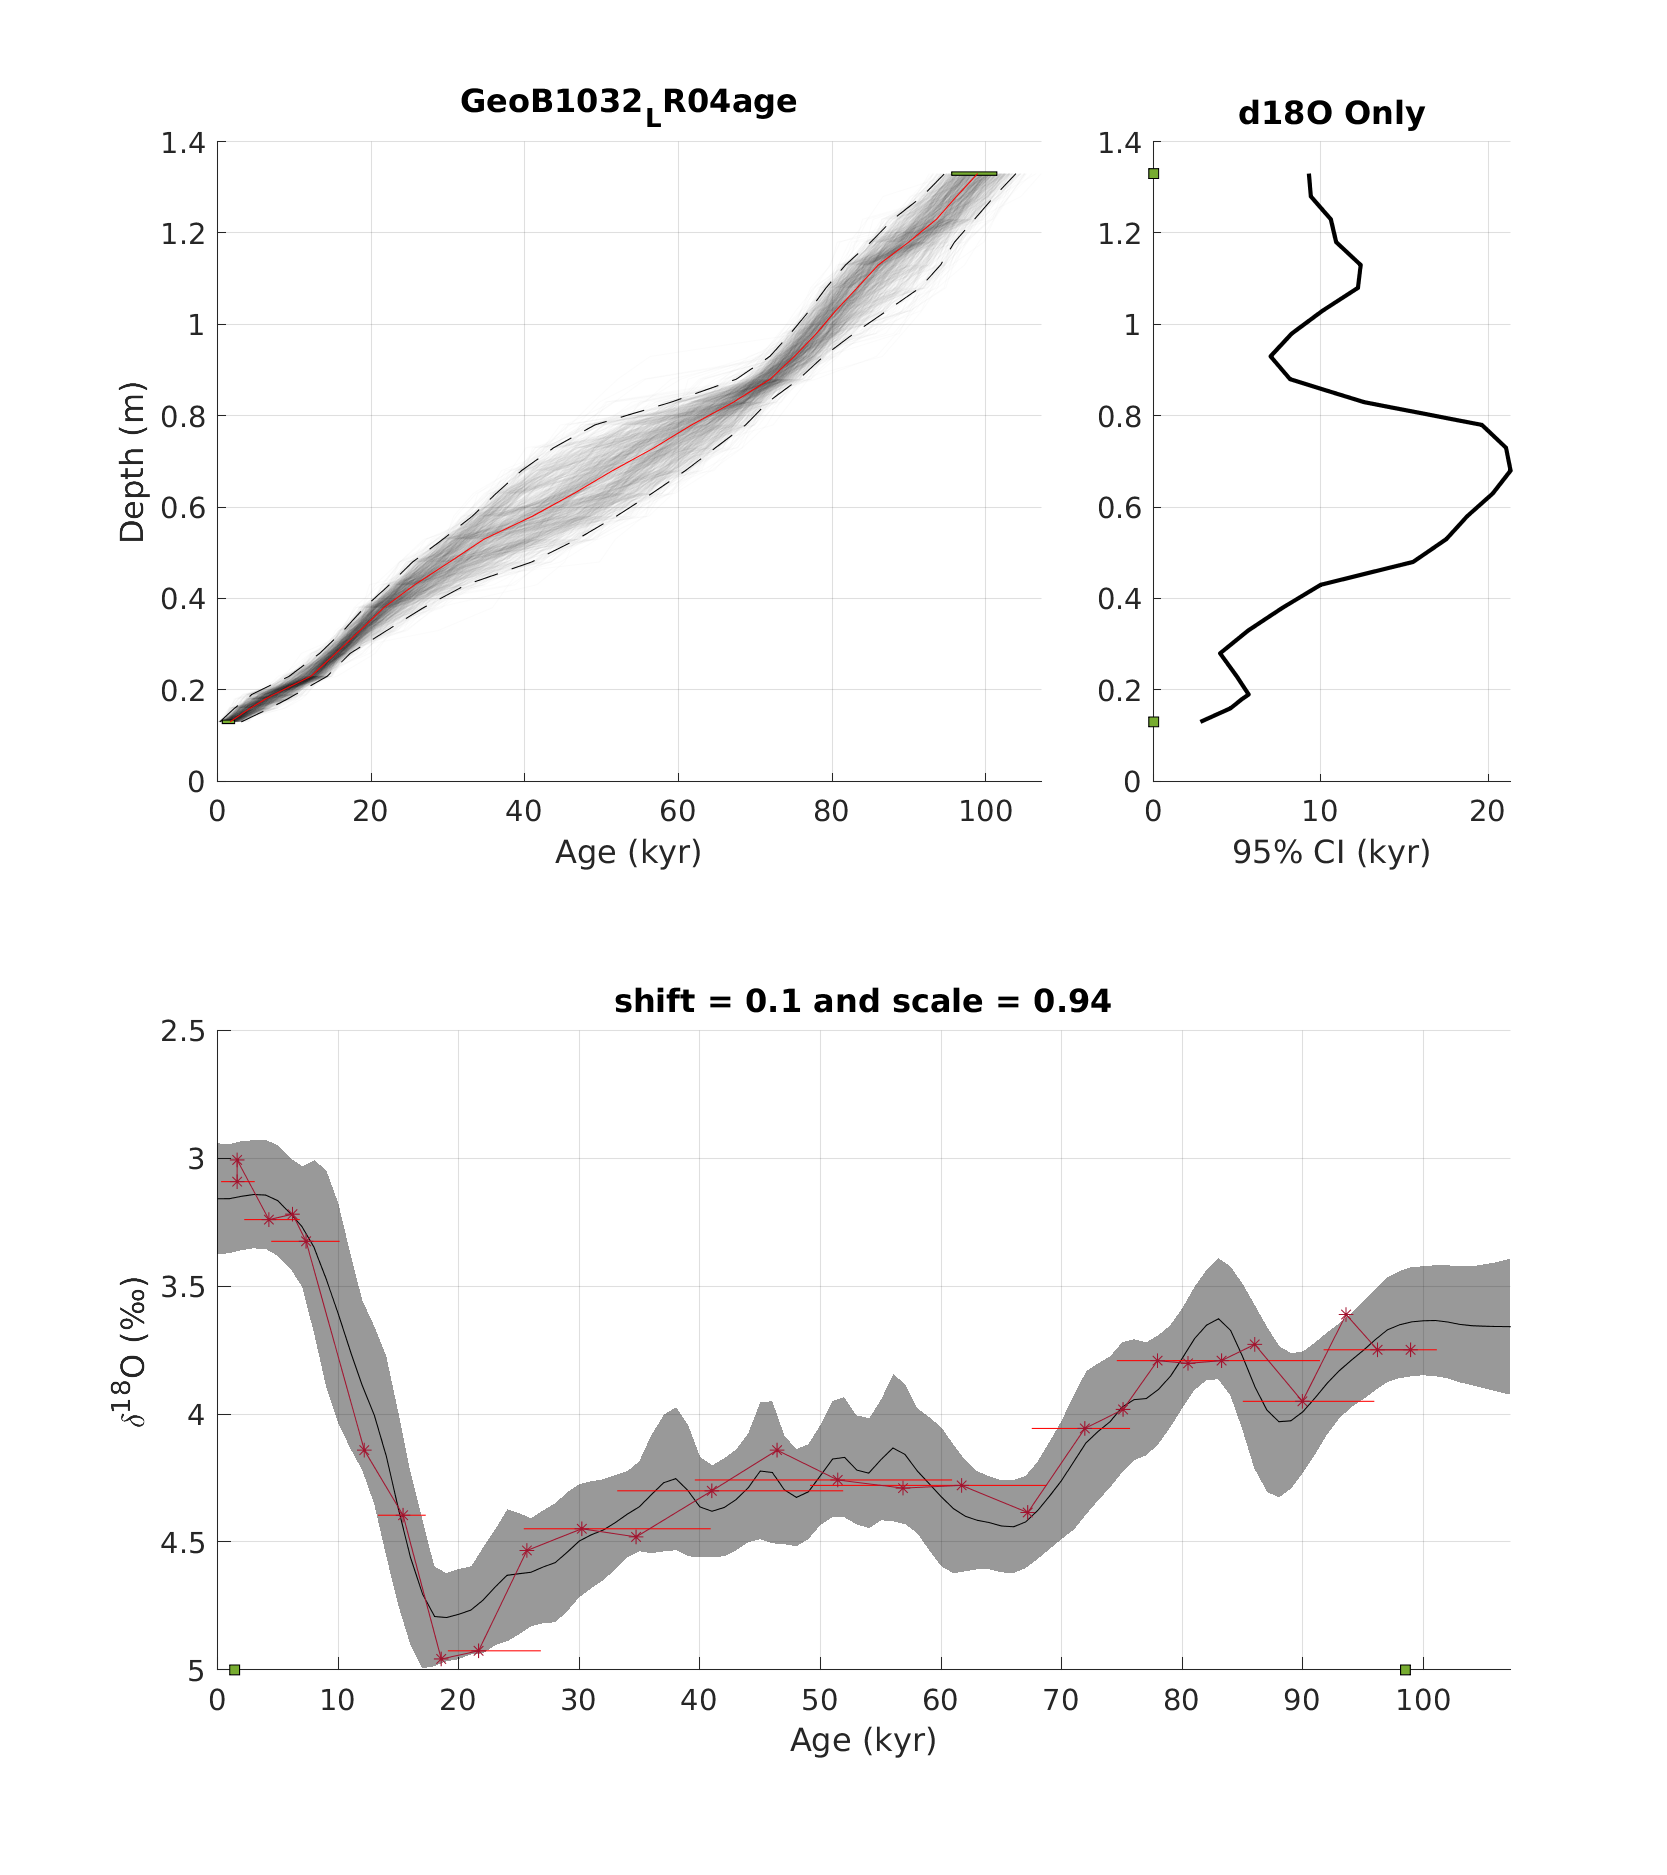 GeoB1032LR04age
d18O Only
1.4
1.2
1
0.8
0.6
0.4
0.2
0
Depth (m)
0 20 40 60 80 100
Age (kyr)
1.4
1.2
1
0.8
0.6
0.4
0.2
0
0 10 20
95% CI (kyr)
shift = 0.1 and scale = 0.94
2.5
3
3.5
4
4.5
5
δ18O (‰)
0 10 20 30 40 50 60 70 80 90 100
Age (kyr)